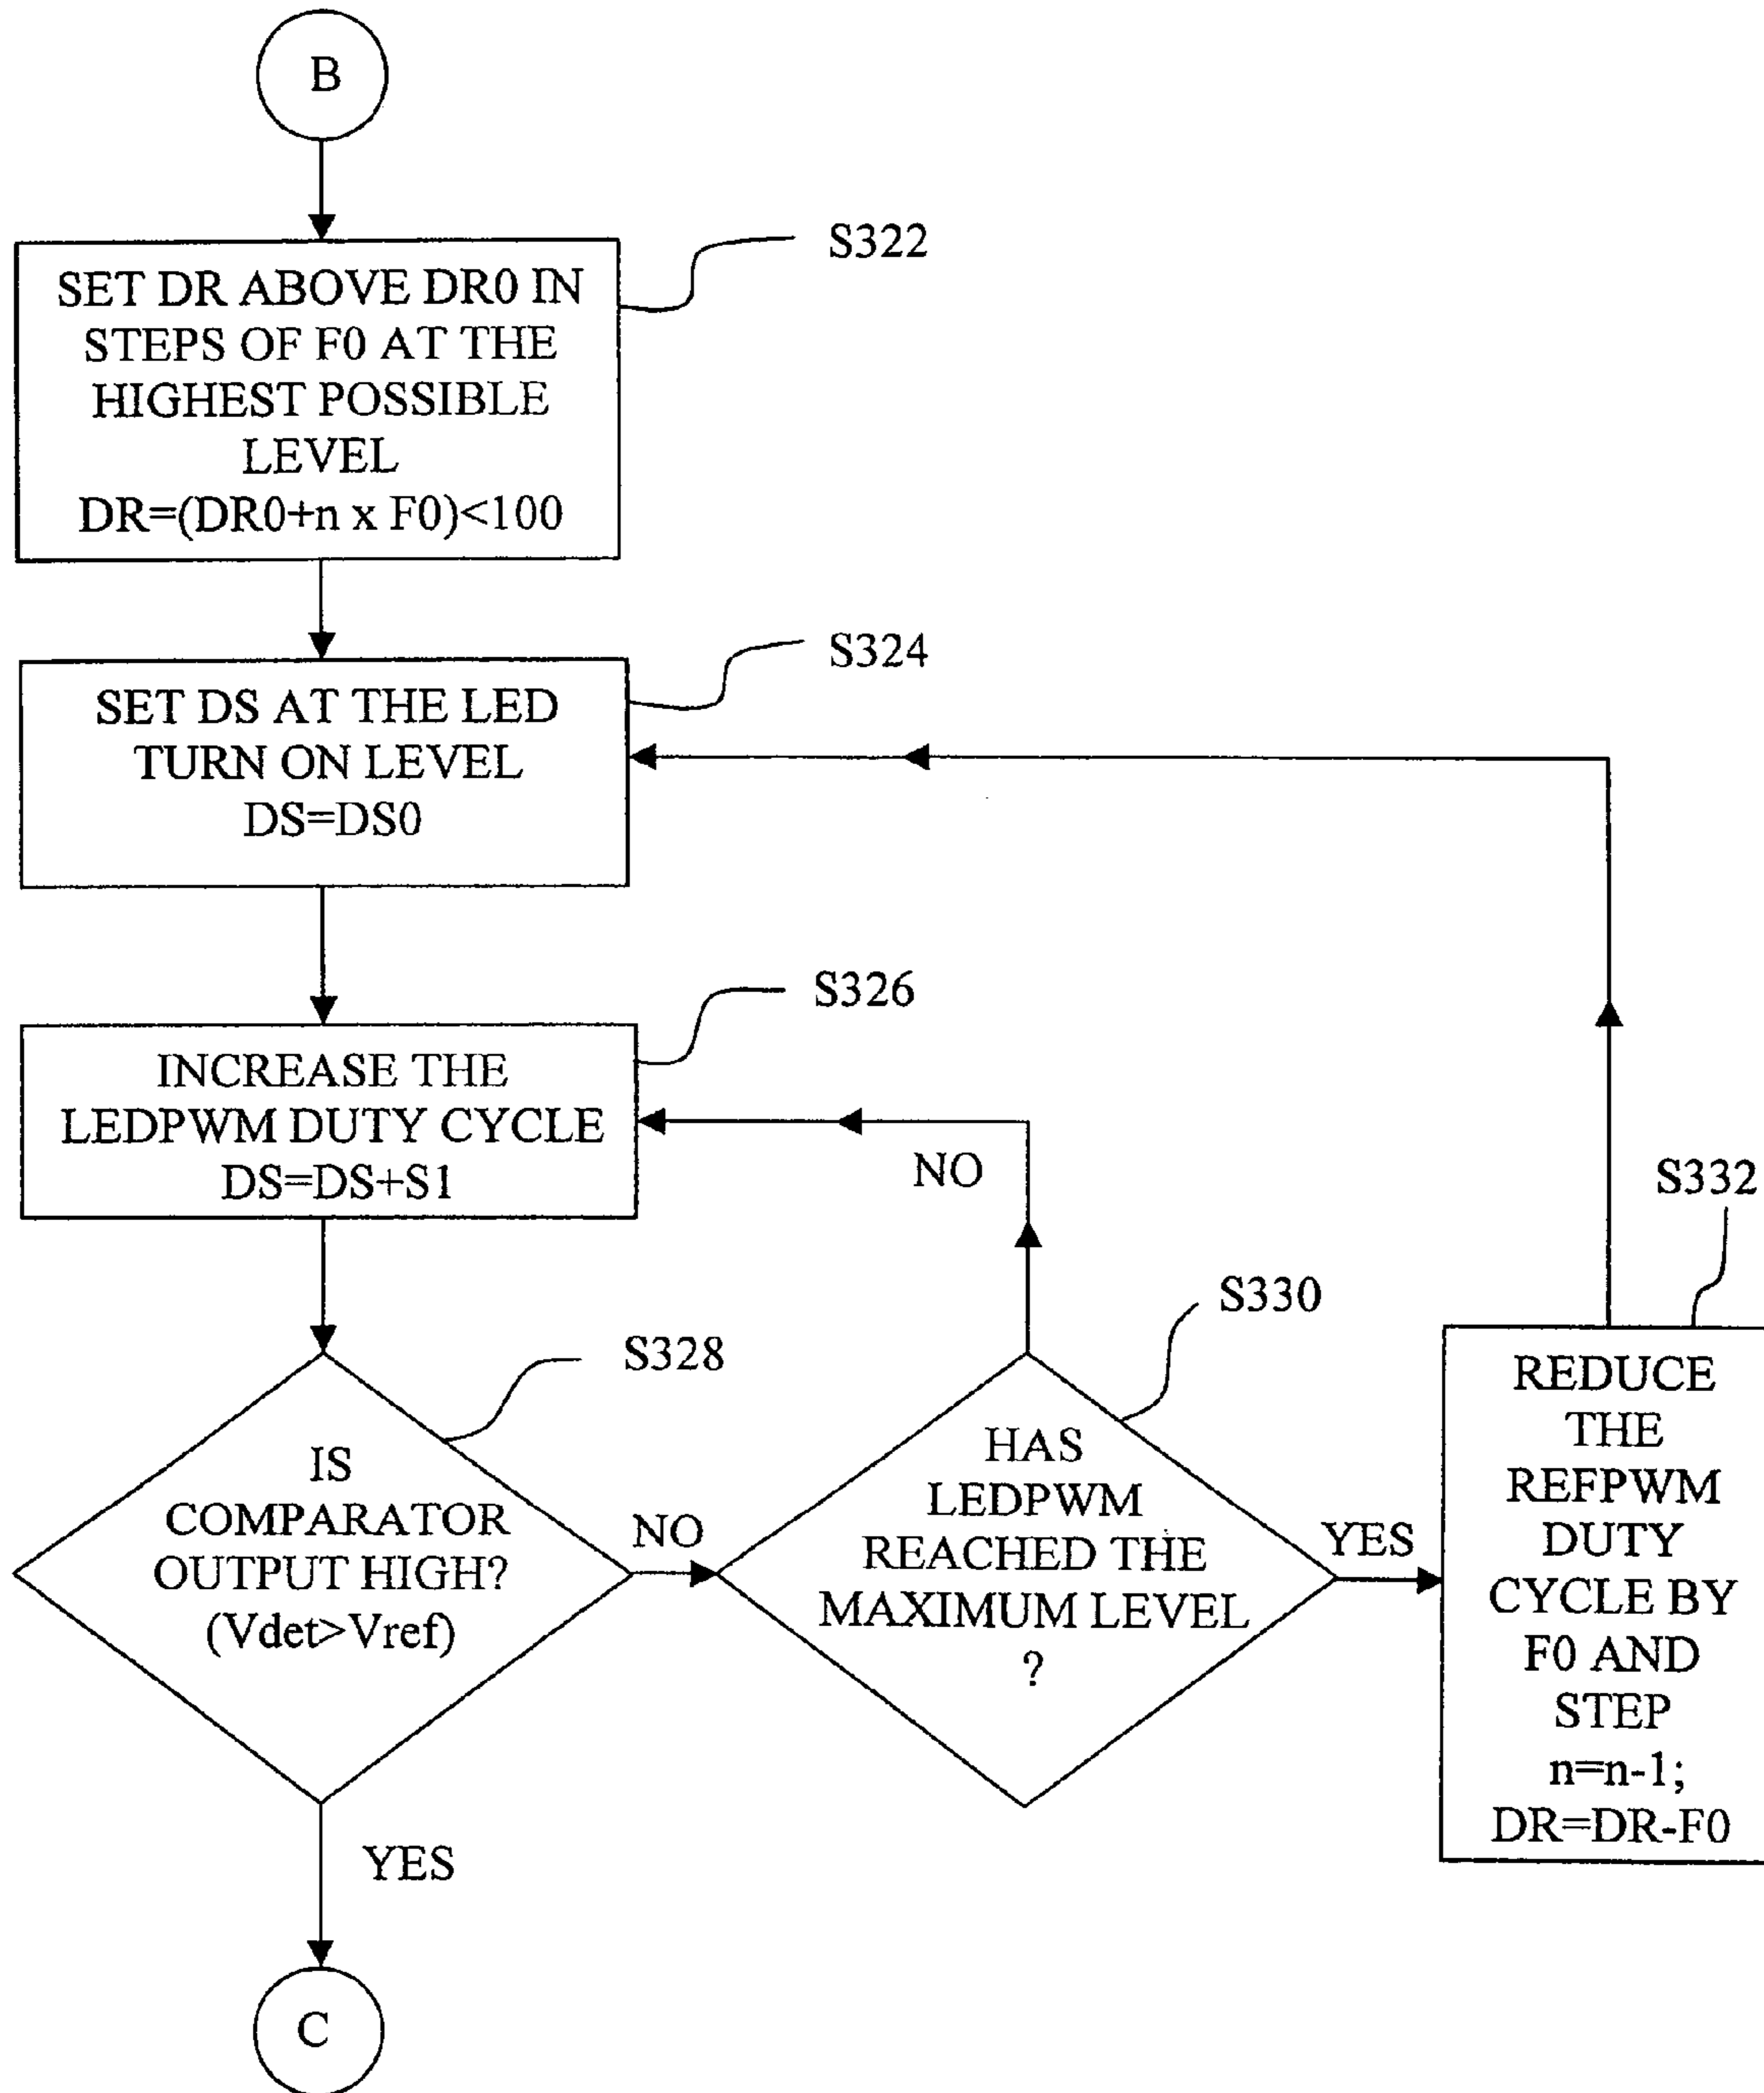 B
S322
SET DR ABOVE DR0 IN
STEPS OF F0 AT THE
HIGHEST POSSIBLE
LEVEL
DR=(DR0+n x F0)<100
S324
SET DS AT THE LED
TURN ON LEVEL
DS=DS0
S326
INCREASE THE
LEDPWM DUTY CYCLE
DS=DS+S1
NO
S328
IS
COMPARATOR
OUTPUT HIGH?
(Vdet>Vref)
NO
YES
S330
HAS
LEDPWM
REACHED THE
MAXIMUM LEVEL
?
YES
S332
REDUCE
THE
REFPWM
DUTY
CYCLE BY
F0 AND
STEP
n=n-1;
DR=DR-F0
C